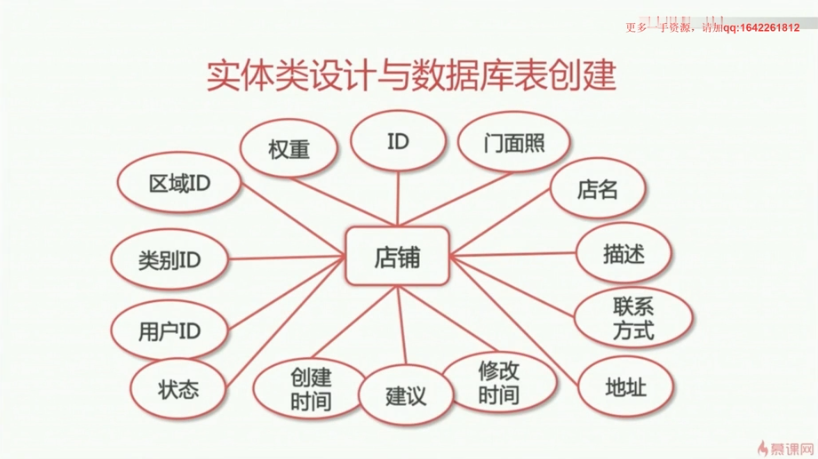 更多一手资源，请加qq:1642261812
实体类设计与数据库表创建
权重
ID
门面照
区域ID
店名
类别ID
店铺
描述
用户ID
联系
方式
状态
创建
时间
建议
修改
时间
地址
慕课网